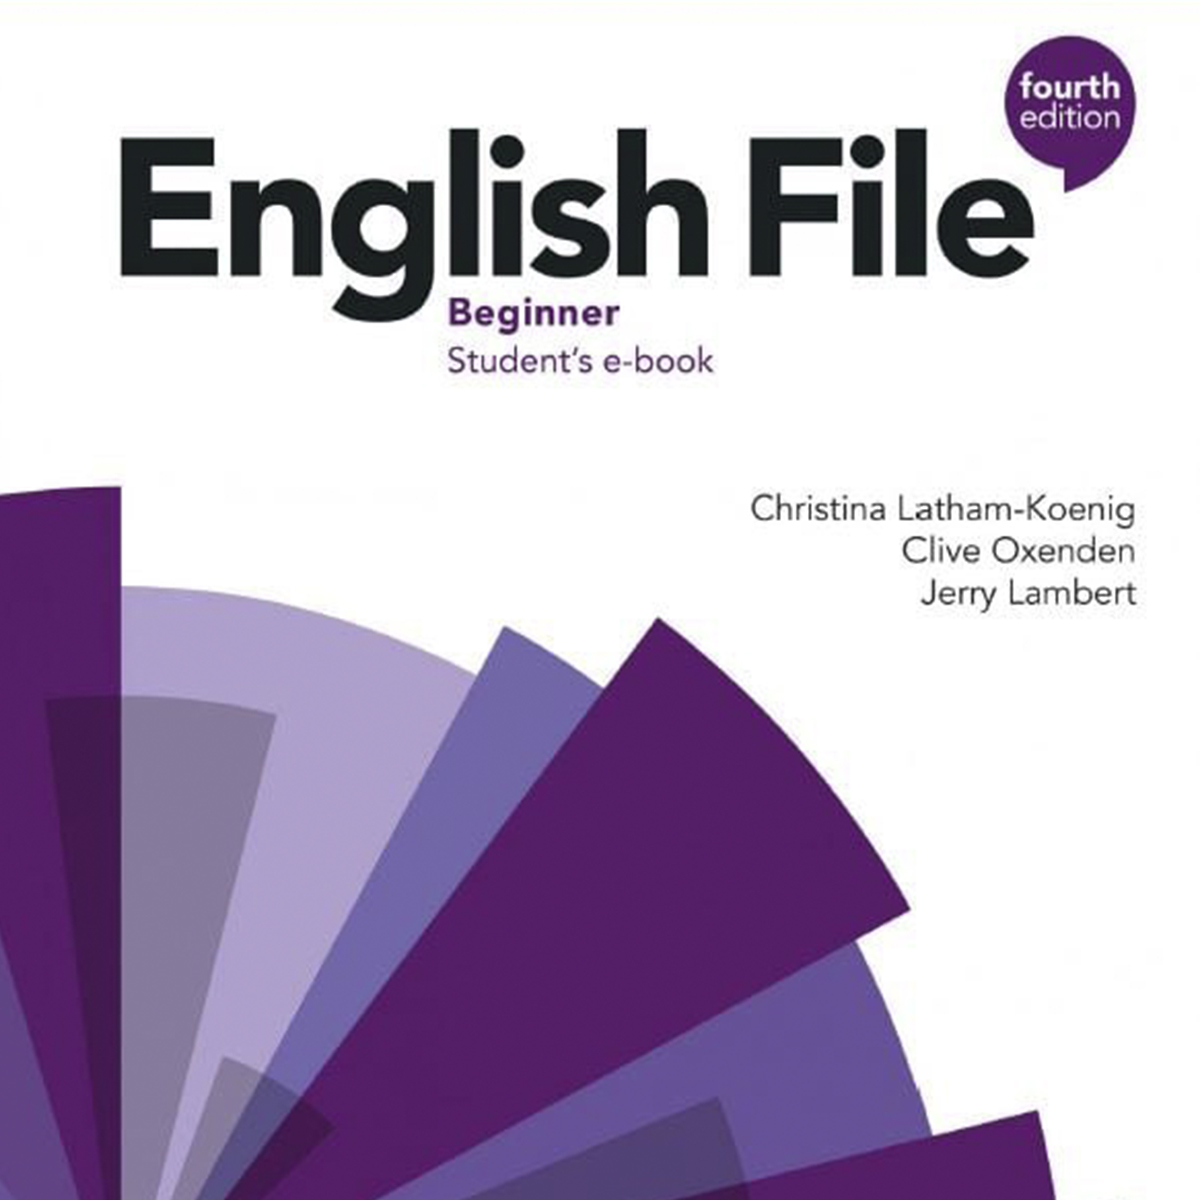 fourth
edition
English File
Beginner
Student's e-book
Christina Latham-Koenig
Clive Oxenden
Jerry Lambert